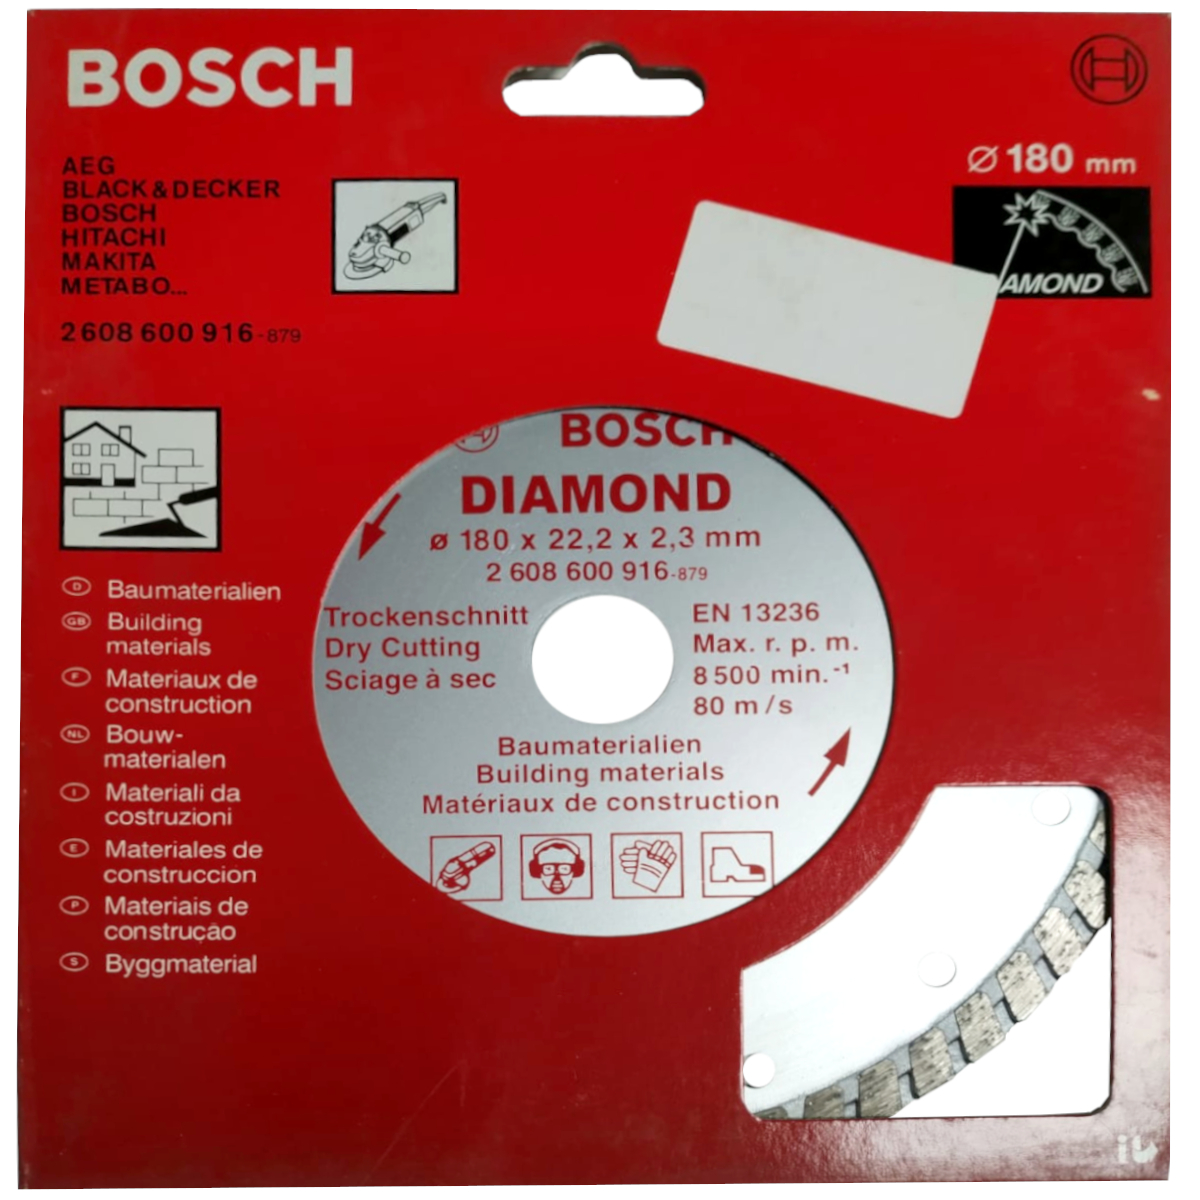 BOSCH
AEG
BLACK & DECKER
BOSCH
HITACHI
MAKITA
METABO...
2 608 600 916-879
Ø 180 mm
AMOND
D Baumaterialien
GB Building
materials
F Materiaux de
construction
NL Bouw-
materialen
I Materiali da
costruzioni
E Materiales de
construccion
P Materiais de
construção
S Byggmaterial
BOSCH
DIAMOND
ø 180 x 22,2 x 2,3 mm
2 608 600 916-879
Trockenschnitt
Dry Cutting
Sciage à sec
EN 13236
Max. r. p. m.
8 500 min. -1
80 m/s
Baumaterialien
Building materials
Matériaux de construction